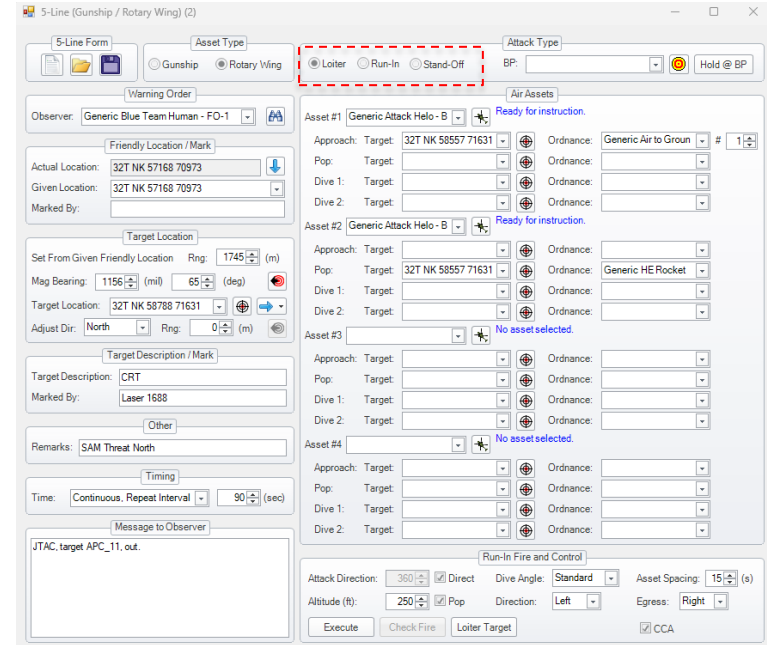 5-Line (Gunship / Rotary Wing) (2)
5-Line Form
Asset Type
Gunship Rotary Wing
Attack Type
Loiter Run-In Stand-Off BP: Hold @ BP
Warning Order
Observer: Generic Blue Team Human - FO-1
Friendly Location / Mark
Actual Location: 32T NK 57168 70973
Given Location: 32T NK 57168 70973
Marked By:
Target Location
Set From Given Friendly Location Rng: 1745 (m)
Mag Bearing: 1156 (mil) 65 (deg)
Target Location: 32T NK 58788 71631
Adjust Dir: North Rng: 0 (m)
Target Description / Mark
Target Description: CRT
Marked By: Laser 1688
Other
Remarks: SAM Threat North
Timing
Time: Continuous, Repeat Interval 90 (sec)
Message to Observer
JTAC, target APC_11, out.
Air Assets
Asset #1 Generic Attack Helo - B Ready for instruction.
Approach: Target: 32T NK 58557 71631 Ordnance: Generic Air to Groun # 1
Pop: Target: Ordnance:
Dive 1: Target: Ordnance:
Dive 2: Target: Ordnance:
Asset #2 Generic Attack Helo - B Ready for instruction.
Approach: Target: Ordnance:
Pop: Target: 32T NK 58557 71631 Ordnance: Generic HE Rocket
Dive 1: Target: Ordnance:
Dive 2: Target: Ordnance:
Asset #3 No asset selected.
Approach: Target: Ordnance:
Pop: Target: Ordnance:
Dive 1: Target: Ordnance:
Dive 2: Target: Ordnance:
Asset #4 No asset selected.
Approach: Target: Ordnance:
Pop: Target: Ordnance:
Dive 1: Target: Ordnance:
Dive 2: Target: Ordnance:
Run-In Fire and Control
Attack Direction: 360 Direct Dive Angle: Standard Asset Spacing: 15 (s)
Altitude (ft): 250 Pop Direction: Left Egress: Right
Execute Check Fire Loiter Target CCA